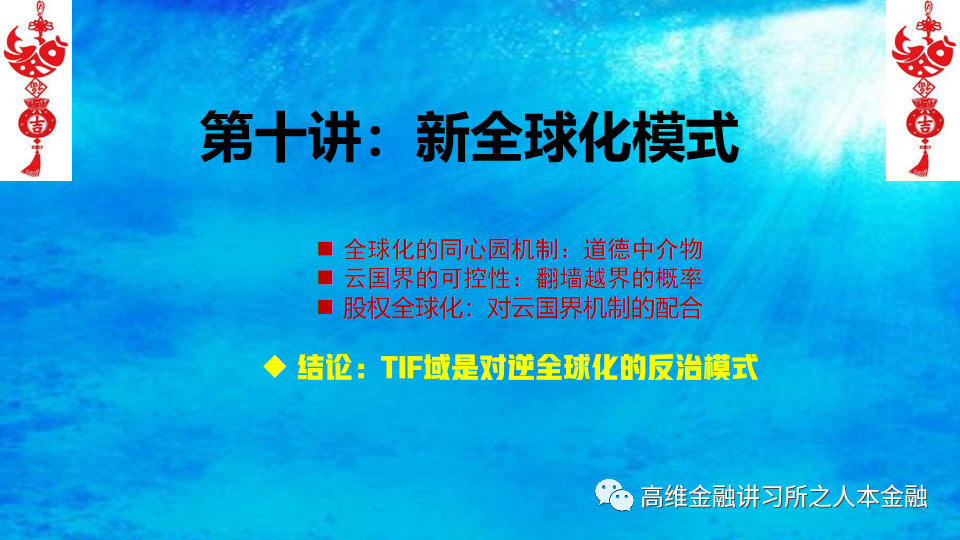 第十讲：新全球化模式
■ 全球化的同心园机制：道德中介物
■ 云国界的可控性：翻墙越界的概率
■ 股权全球化：对云国界机制的配合
◆ 结论：TIF域是对逆全球化的反治模式
高维金融讲习所之人本金融
吉
吉